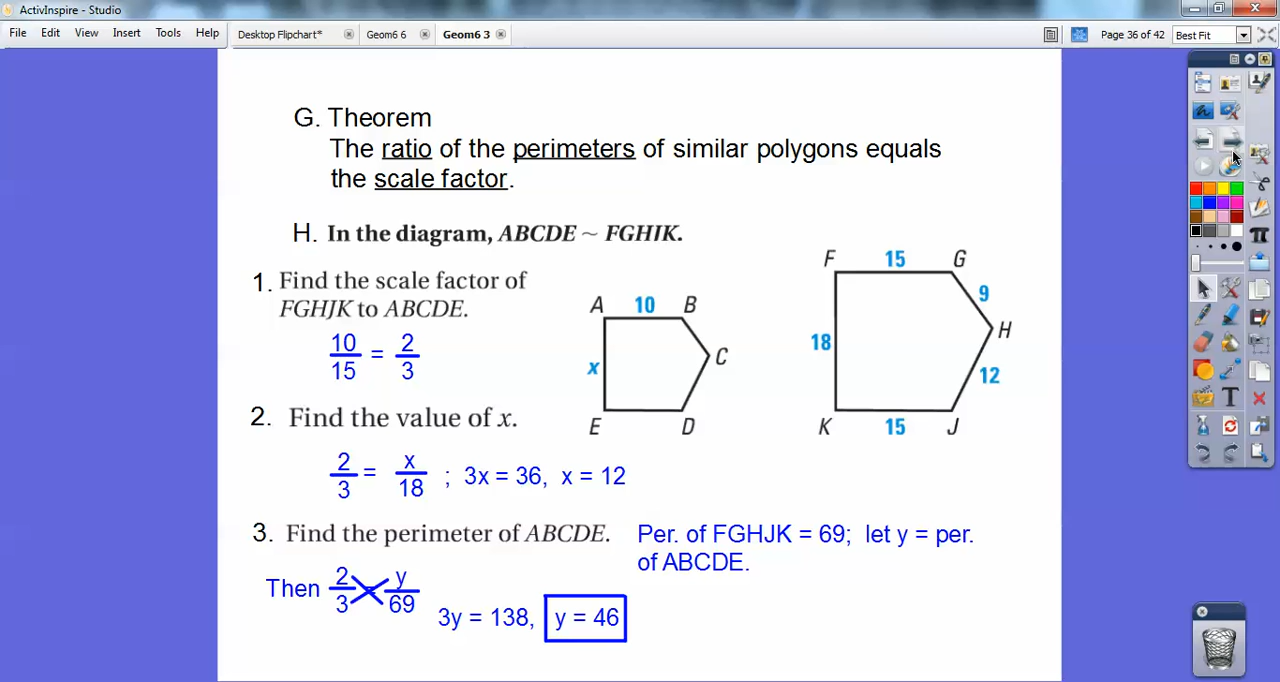 ActivInspire - Studio
File Edit View Insert Tools Help Desktop Flipchart* Geom6 6 Geom6 3 Page 36 of 42 Best Fit
G. Theorem
The ratio of the perimeters of similar polygons equals
the scale factor.
H. In the diagram, ABCDE ~ FGHIK.
1. Find the scale factor of
FGHJK to ABCDE.
10/15 = 2/3
A 10 B
x C
E D
F 15 G
9
18 H
12
K 15 J
2. Find the value of x.
2/3 = x/18 ; 3x = 36, x = 12
3. Find the perimeter of ABCDE. Per. of FGHJK = 69; let y = per.
of ABCDE.
Then 2/3 = y/69
3y = 138, y = 46